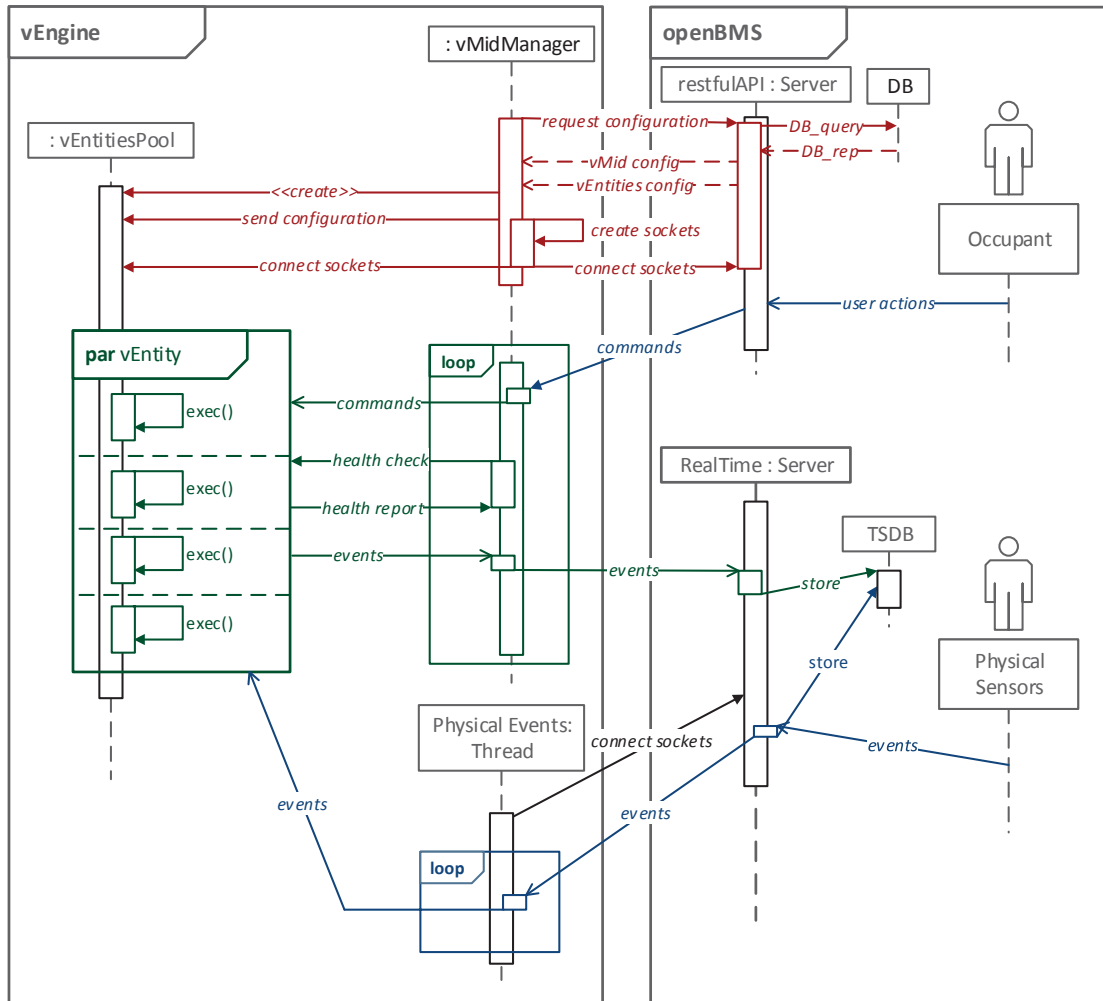 vEngine
openBMS
: vMidManager
restfulAPI : Server
DB
request configuration
DB_query
: vEntitiesPool
DB_rep
vMid config
vEntities config
<<create>>
send configuration
create sockets
Occupant
connect sockets
connect sockets
user actions
par vEntity
loop
commands
exec()
commands
health check
RealTime : Server
exec()
health report
TSDB
exec()
events
events
store
exec()
store
Physical
Sensors
Physical Events:
Thread
connect sockets
events
events
events
loop